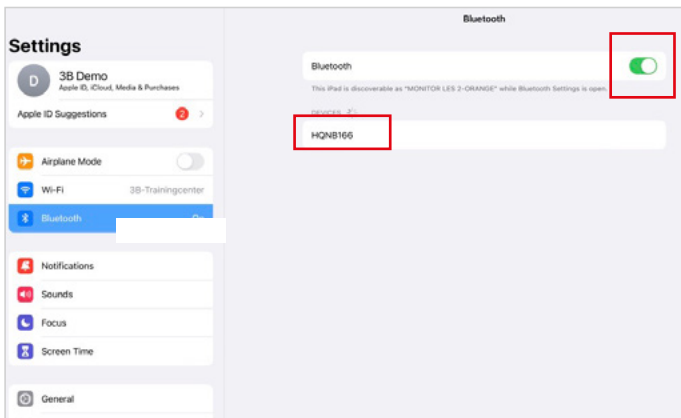 Bluetooth
Settings
D
3B Demo
Apple ID, iCloud, Media & Purchases
Apple ID Suggestions
2
Airplane Mode
Wi-Fi
3B-Trainingcenter
Bluetooth
On
Notifications
Sounds
Focus
Screen Time
General
Bluetooth
This iPad is discoverable as "MONITOR LES 2-ORANGE" while Bluetooth Settings is open.
DEVICES
HQNB166